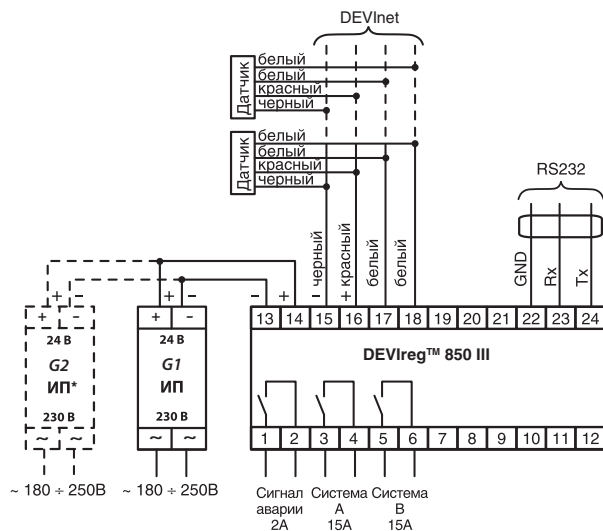 DEVInet
белый
белый
красный
черный
Датчик
белый
белый
красный
черный
Датчик
RS232
черный
красный
белый
белый
GND
Rx
Tx
+ - + - - + - +
+ - + - 13 14 15 16 17 18 19 20 21 22 23 24
24 В
G2
ИП*
230 В
~ ~
24 В
G1
ИП
230 В
~ ~
DEVIreg™ 850 III
1 2 3 4 5 6 7 8 9 10 11 12
~ 180 ÷ 250В
~ 180 ÷ 250В
Сигнал
аварии
2А
Система
А
15А
Система
В
15А